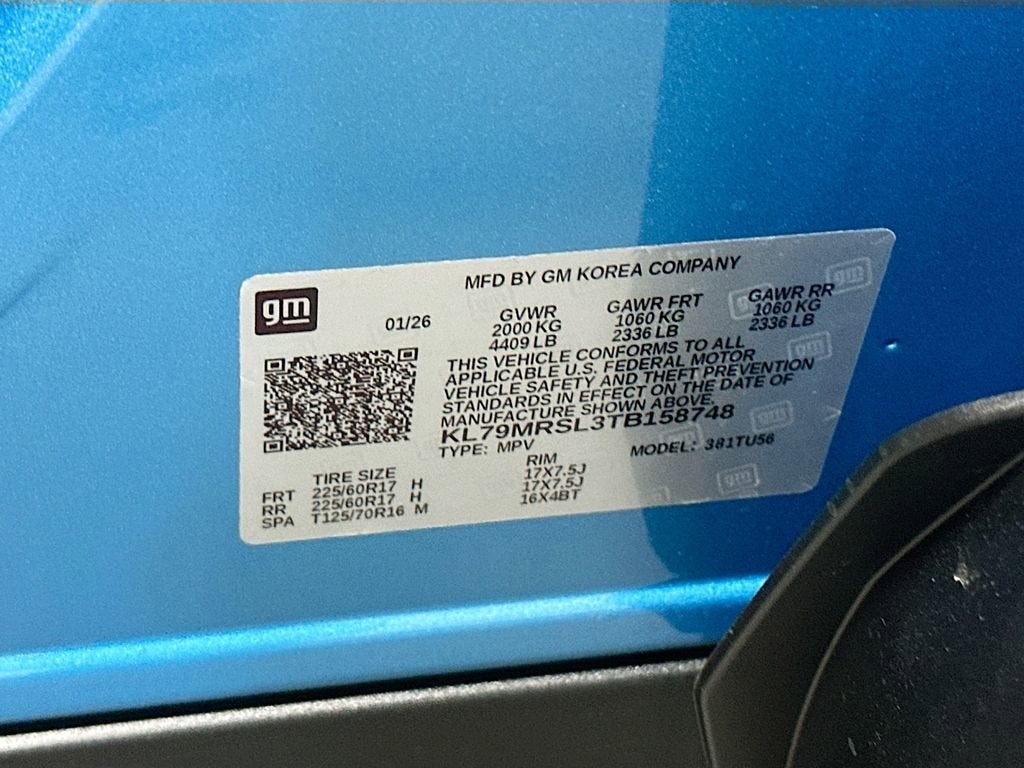 MFD BY GM KOREA COMPANY
gm
01/26
GVWR GAWR FRT GAWR RR
2000 KG 1060 KG 1060 KG
4409 LB 2336 LB 2336 LB
THIS VEHICLE CONFORMS TO ALL
APPLICABLE U.S. FEDERAL MOTOR
VEHICLE SAFETY AND THEFT PREVENTION
STANDARDS IN EFFECT ON THE DATE OF
MANUFACTURE SHOWN ABOVE.
KL79MRSL3TB158748
TYPE: MPV MODEL: 381TU56
TIRE SIZE RIM
FRT 225/60R17 H 17X7.5J
RR 225/60R17 H 17X7.5J
SPA T125/70R16 M 16X4BT